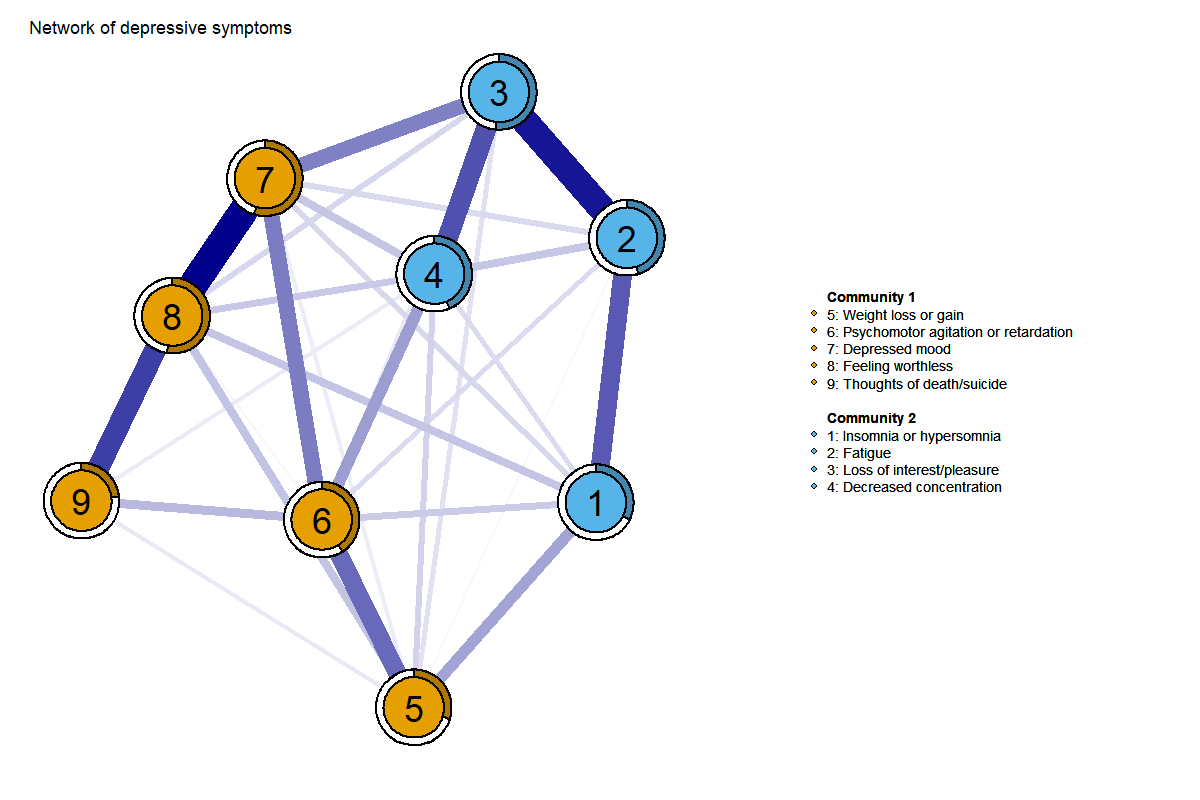 Network of depressive symptoms
3
7
2
4
8
9
6
1
5
Community 1
5: Weight loss or gain
6: Psychomotor agitation or retardation
7: Depressed mood
8: Feeling worthless
9: Thoughts of death/suicide
Community 2
1: Insomnia or hypersomnia
2: Fatigue
3: Loss of interest/pleasure
4: Decreased concentration